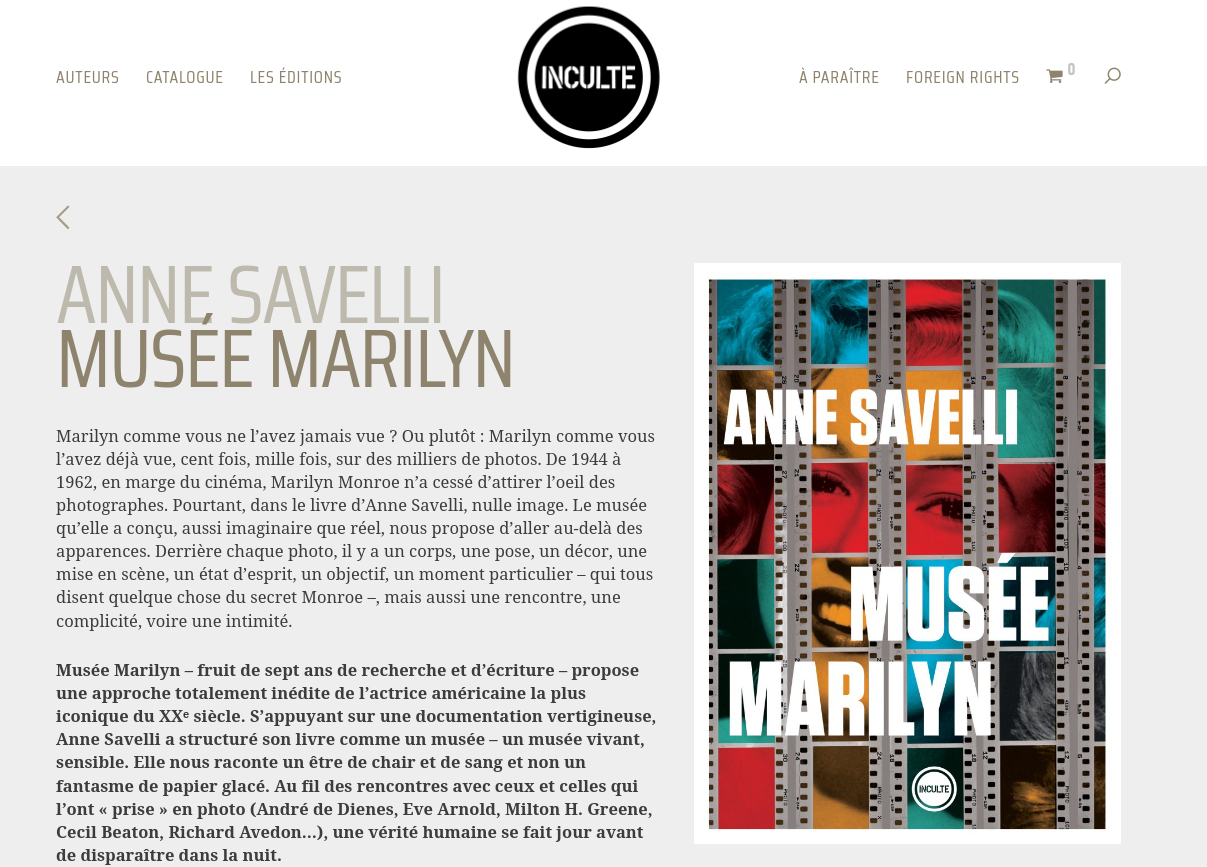 AUTEURS CATALOGUE LES ÉDITIONS
INCULTE
À PARAÎTRE FOREIGN RIGHTS 0
ANNE SAVELLI
MUSÉE MARILYN
Marilyn comme vous ne l’avez jamais vue ? Ou plutôt : Marilyn comme vous
l’avez déjà vue, cent fois, mille fois, sur des milliers de photos. De 1944 à
1962, en marge du cinéma, Marilyn Monroe n’a cessé d’attirer l’oeil des
photographes. Pourtant, dans le livre d’Anne Savelli, nulle image. Le musée
qu’elle a conçu, aussi imaginaire que réel, nous propose d’aller au-delà des
apparences. Derrière chaque photo, il y a un corps, une pose, un décor, une
mise en scène, un état d’esprit, un objectif, un moment particulier – qui tous
disent quelque chose du secret Monroe –, mais aussi une rencontre, une
complicité, voire une intimité.
Musée Marilyn – fruit de sept ans de recherche et d’écriture – propose
une approche totalement inédite de l’actrice américaine la plus
iconique du XXᵉ siècle. S’appuyant sur une documentation vertigineuse,
Anne Savelli a structuré son livre comme un musée – un musée vivant,
sensible. Elle nous raconte un être de chair et de sang et non un
fantasme de papier glacé. Au fil des rencontres avec ceux et celles qui
l’ont « prise » en photo (André de Dienes, Eve Arnold, Milton H. Greene,
Cecil Beaton, Richard Avedon…), une vérité humaine se fait jour avant
de disparaître dans la nuit.
ANNE SAVELLI
MUSÉE
MARILYN
INCULTE